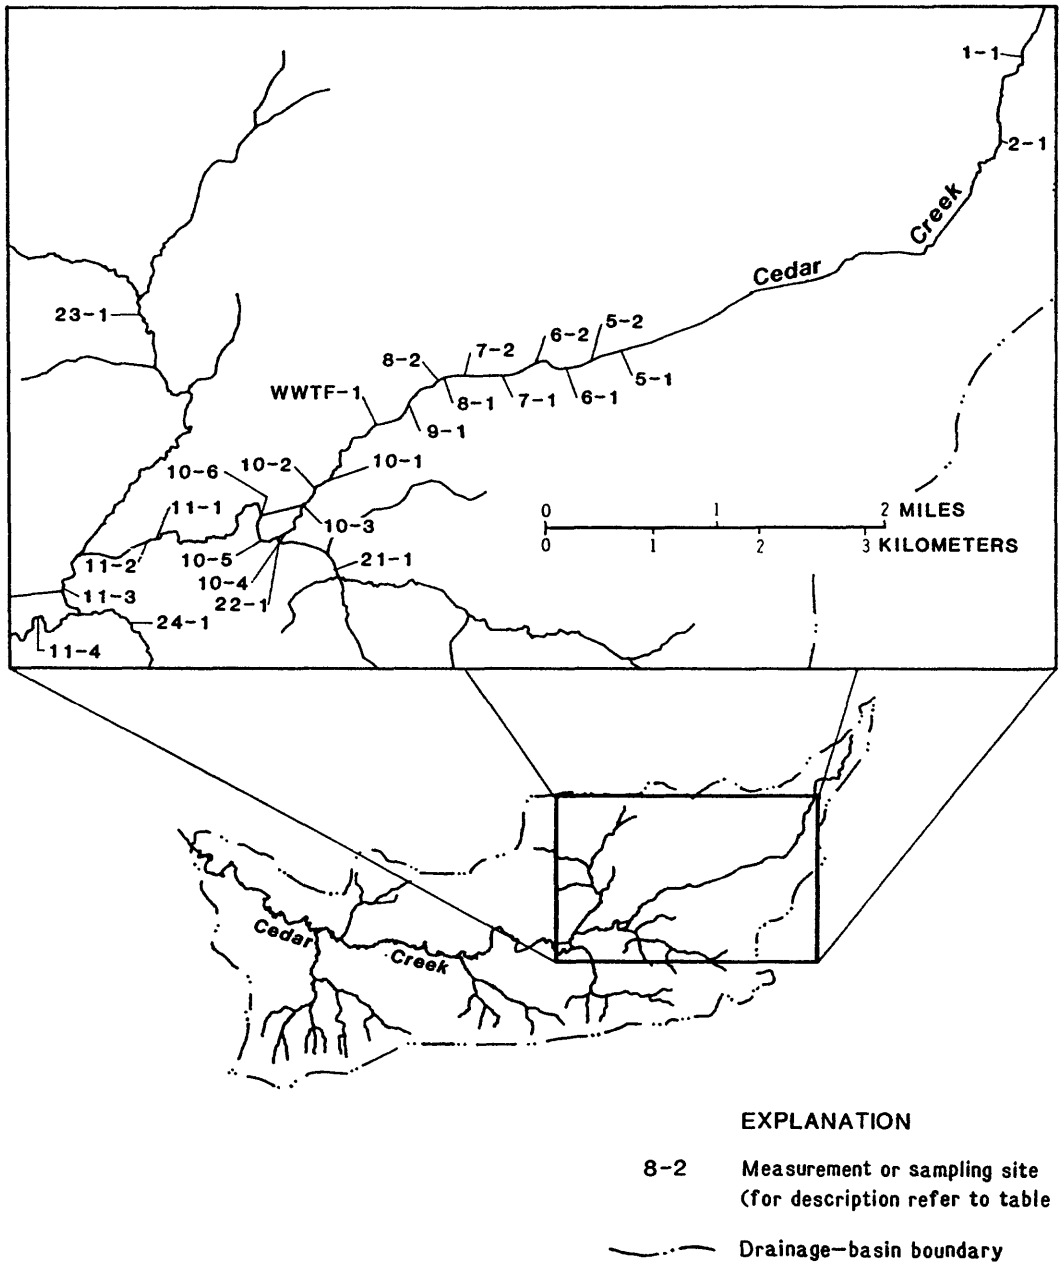 1-1
2-1
Creek
Cedar
23-1
5-2
6-2
7-2
8-2
5-1
WWTF-1
6-1
7-1
8-1
9-1
10-6
10-2
10-1
11-1
10-3
0 1 2 MILES
0 1 2 3 KILOMETERS
10-5
21-1
11-2
10-4
22-1
11-3
24-1
11-4
Cedar
Creek
EXPLANATION
8-2 Measurement or sampling site
(for description refer to table
Drainage-basin boundary